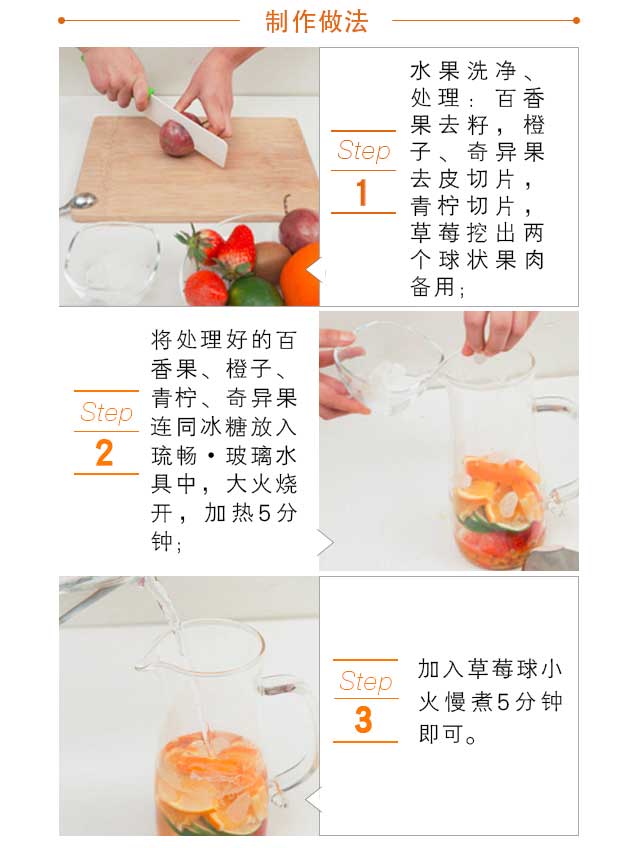 制作做法
Step
1
水果洗净、
处理：百香
果去籽，橙
子、奇异果
去皮切片，
青柠切片，
草莓挖出两
个球状果肉
备用；
Step
2
将处理好的百
香果、橙子、
青柠、奇异果
连同冰糖放入
琉畅·玻璃水
具中，大火烧
开，加热5分
钟；
Step
3
加入草莓球小
火慢煮5分钟
即可。